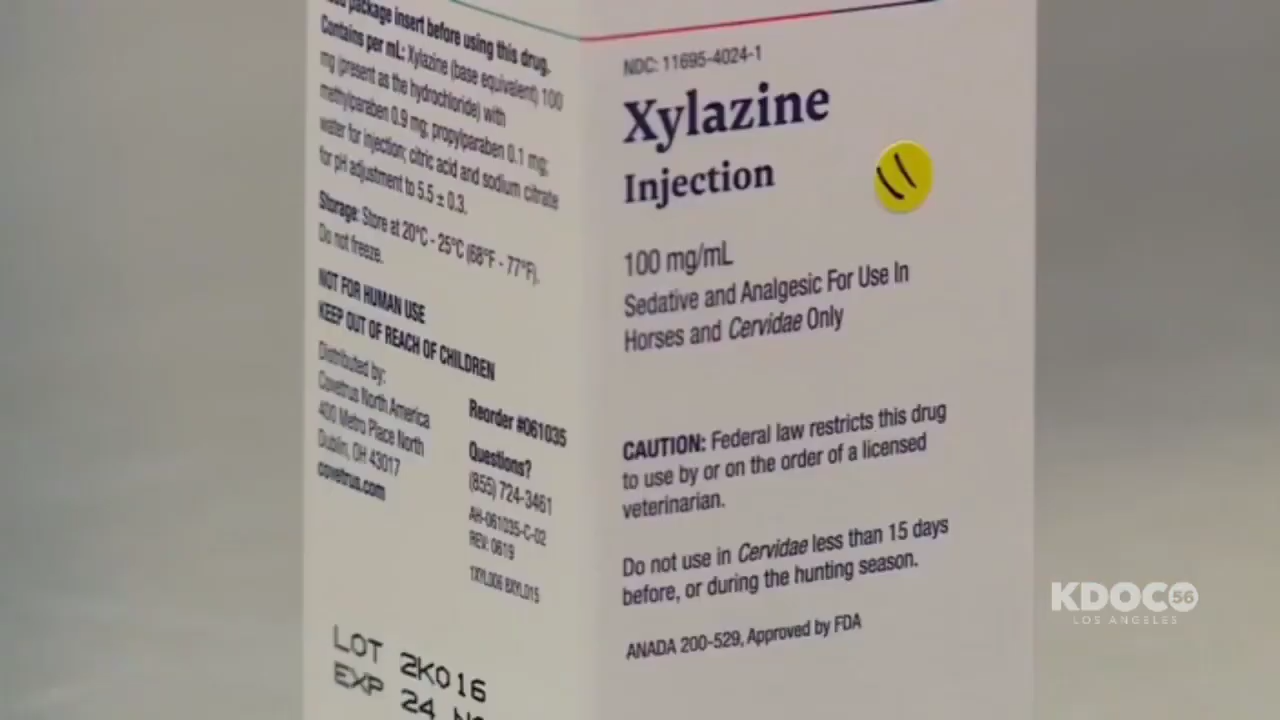 package insert before using this drug.
Contains per mL: Xylazine (base equivalent) 100
mg (present as the hydrochloride) with
methylparaben 0.9 mg; propylparaben 0.1 mg;
water for injection; citric acid and sodium citrate
for pH adjustment to 5.5 ± 0.3.
Storage: Store at 20°C - 25°C (68°F - 77°F).
Do not freeze.
NOT FOR HUMAN USE
KEEP OUT OF REACH OF CHILDREN
Distributed by:
Covetrus North America
400 Metro Place North
Dublin, OH 43017
covetrus.com
Reorder #061035
Questions?
(855) 724-3461
AH-061035-C-02
REV. 0619
1XYL006 8XYL015
LOT 2K016
EXP 24
NDC: 11695-4024-1
Xylazine
Injection
100 mg/mL
Sedative and Analgesic For Use In
Horses and Cervidae Only
CAUTION: Federal law restricts this drug
to use by or on the order of a licensed
veterinarian.
Do not use in Cervidae less than 15 days
before, or during the hunting season.
ANADA 200-529, Approved by FDA
KDOC 56
LOS ANGELES